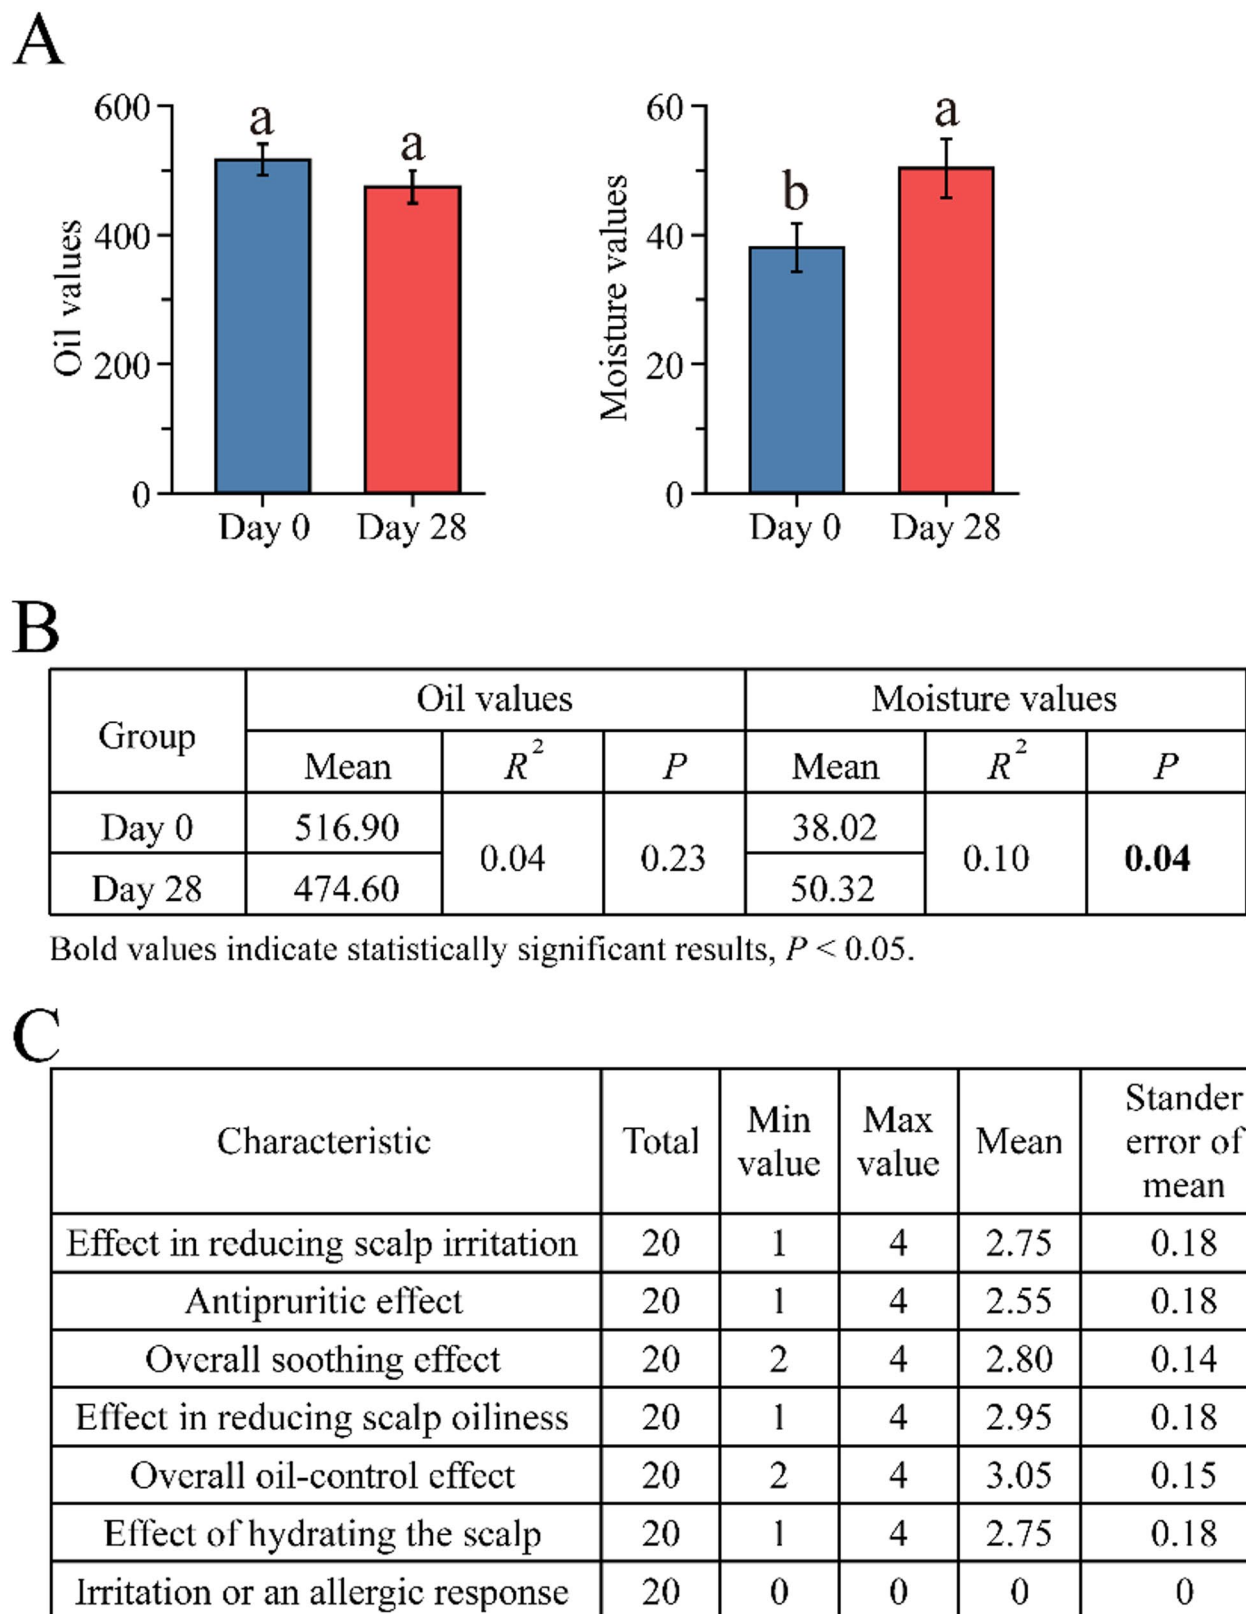 A
600
400
200
0
Oil values
a
a
Day 0
Day 28
60
40
20
0
Moisture values
b
a
Day 0
Day 28
B
Group
Oil values
Moisture values
Mean
R²
P
Mean
R²
P
Day 0
516.90
0.04
0.23
38.02
0.10
0.04
Day 28
474.60
50.32
Bold values indicate statistically significant results, P < 0.05.
C
Characteristic
Total
Min
value
Max
value
Mean
Stander
error of
mean
Effect in reducing scalp irritation 20 1 4 2.75 0.18
Antipruritic effect 20 1 4 2.55 0.18
Overall soothing effect 20 2 4 2.80 0.14
Effect in reducing scalp oiliness 20 1 4 2.95 0.18
Overall oil-control effect 20 2 4 3.05 0.15
Effect of hydrating the scalp 20 1 4 2.75 0.18
Irritation or an allergic response 20 0 0 0 0